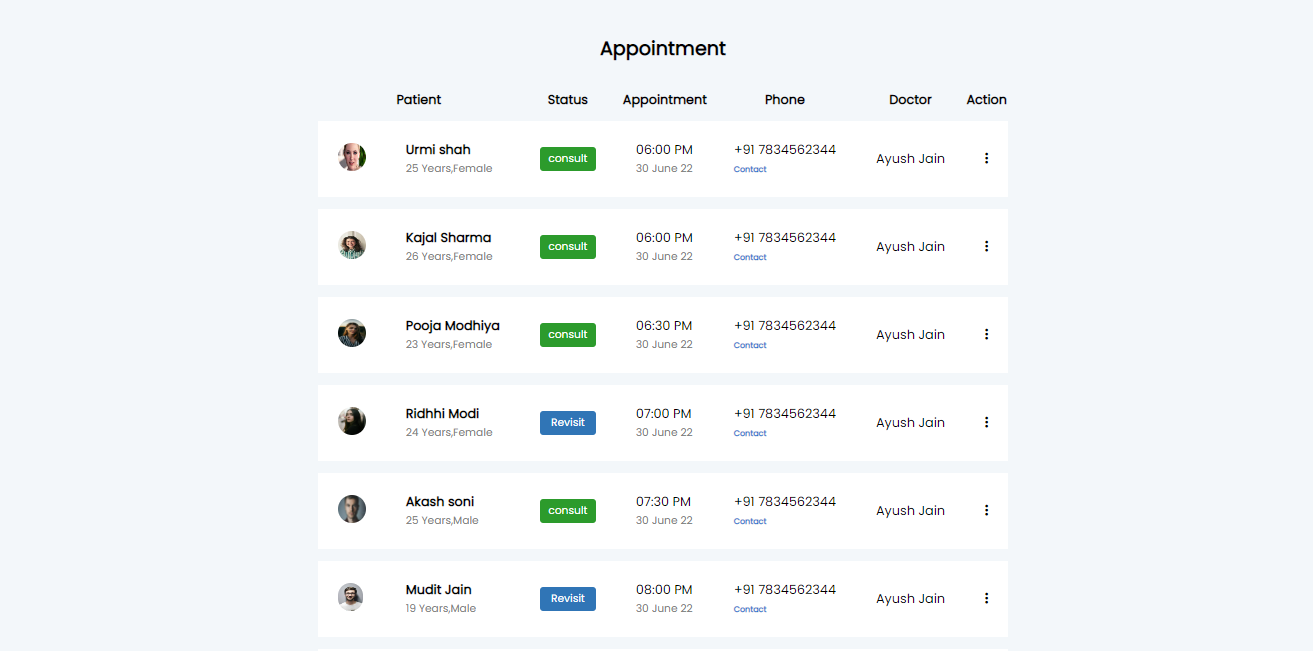 Appointment
Patient Status Appointment Phone Doctor Action
Urmi shah
25 Years,Female
consult
06:00 PM
30 June 22
+91 7834562344
Contact
Ayush Jain
Kajal Sharma
26 Years,Female
consult
06:00 PM
30 June 22
+91 7834562344
Contact
Ayush Jain
Pooja Modhiya
23 Years,Female
consult
06:30 PM
30 June 22
+91 7834562344
Contact
Ayush Jain
Ridhhi Modi
24 Years,Female
Revisit
07:00 PM
30 June 22
+91 7834562344
Contact
Ayush Jain
Akash soni
25 Years,Male
consult
07:30 PM
30 June 22
+91 7834562344
Contact
Ayush Jain
Mudit Jain
19 Years,Male
Revisit
08:00 PM
30 June 22
+91 7834562344
Contact
Ayush Jain